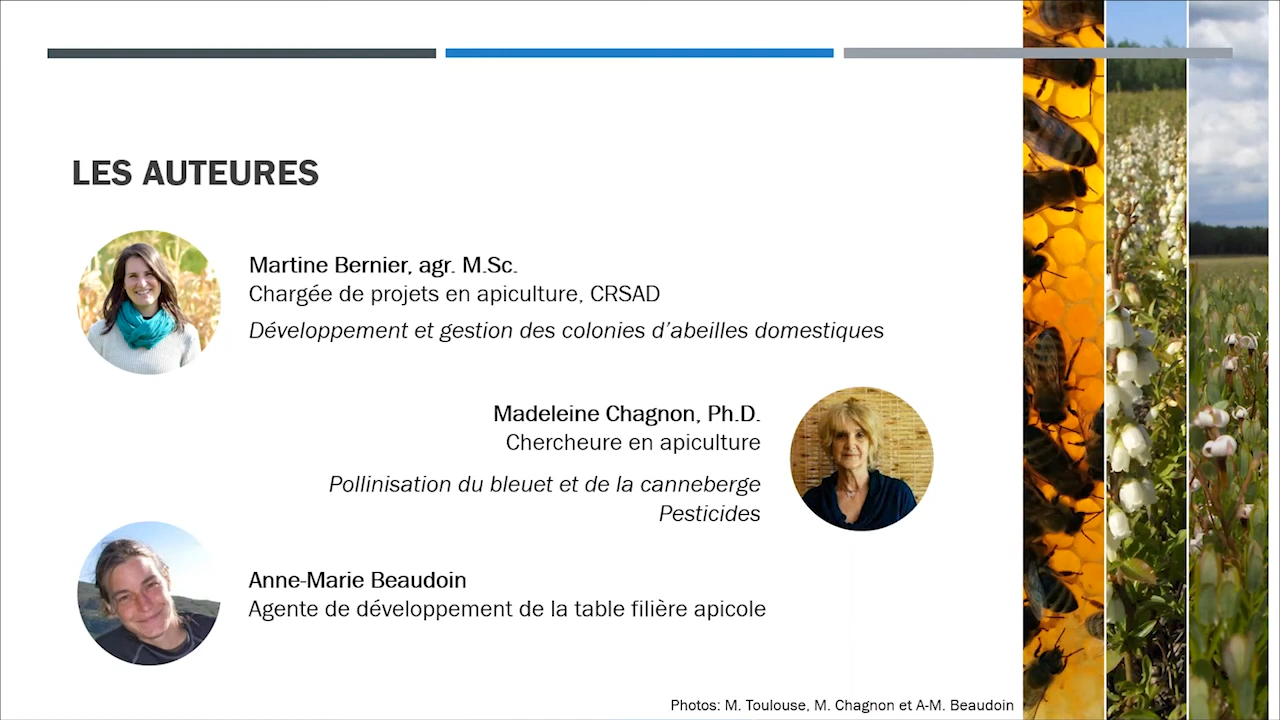 LES AUTEURES
Martine Bernier, agr. M.Sc.
Chargée de projets en apiculture, CRSAD
Développement et gestion des colonies d’abeilles domestiques
Madeleine Chagnon, Ph.D.
Chercheure en apiculture
Pollinisation du bleuet et de la canneberge
Pesticides
Anne-Marie Beaudoin
Agente de développement de la table filière apicole
Photos: M. Toulouse, M. Chagnon et A-M. Beaudoin